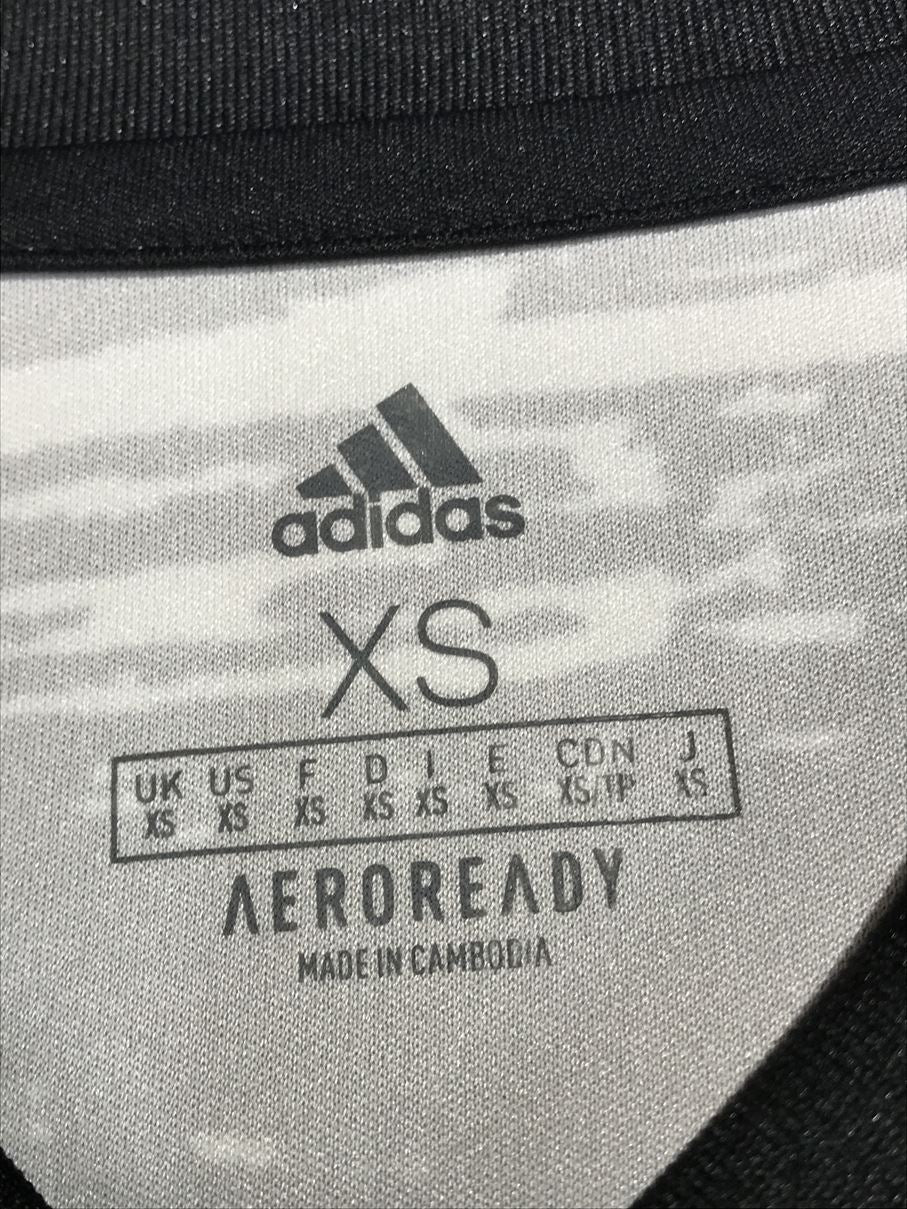 adidas
XS
UK US F D I E CDN J
XS XS XS XS XS XS XS/TP XS
AEROREADY
MADE IN CAMBODIA